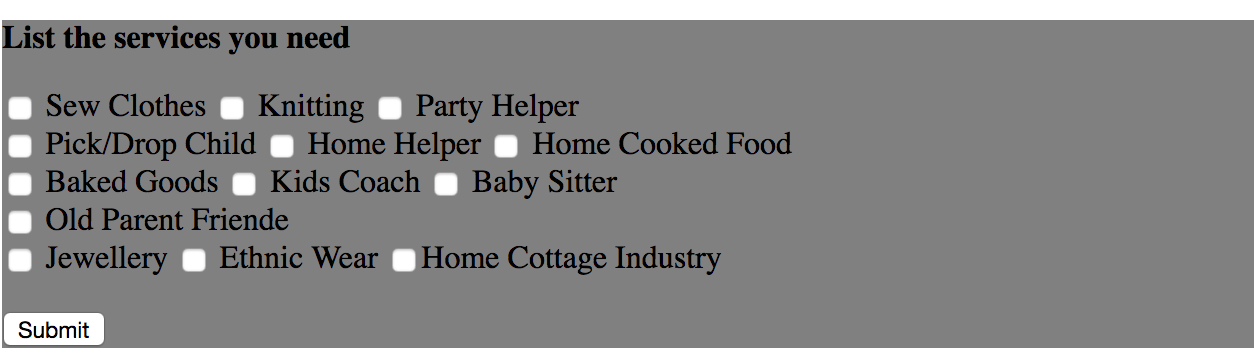 List the services you need
Sew Clothes Knitting Party Helper
Pick/Drop Child Home Helper Home Cooked Food
Baked Goods Kids Coach Baby Sitter
Old Parent Friende
Jewellery Ethnic Wear Home Cottage Industry
Submit